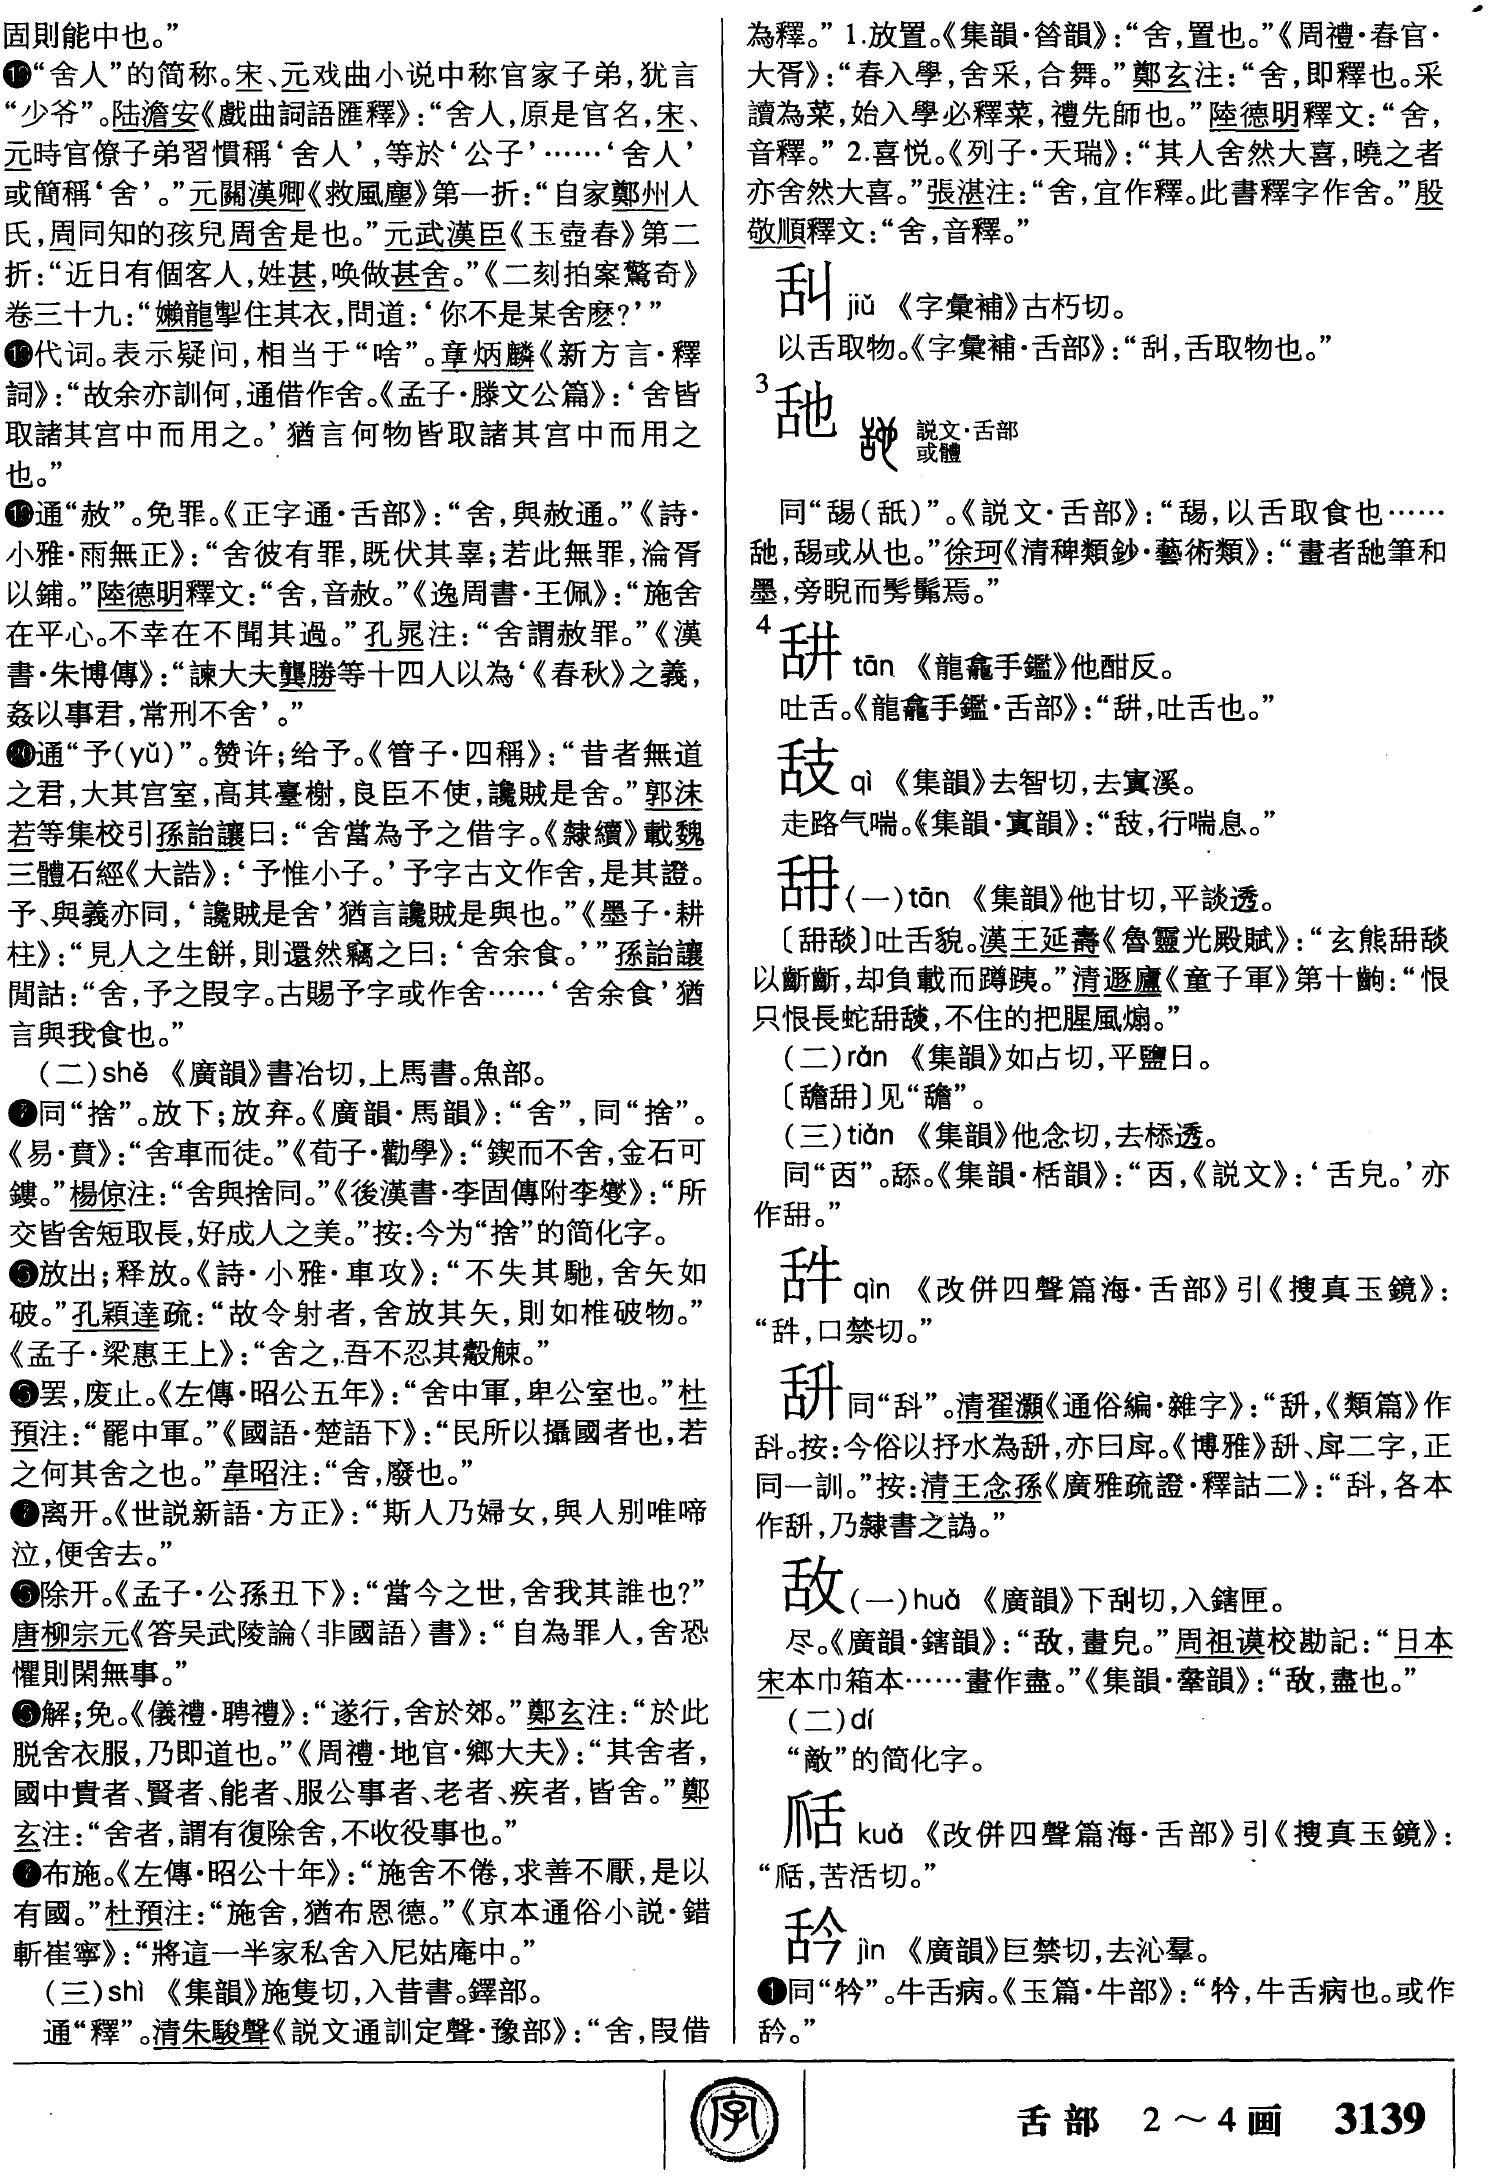 固則能中也。”
⓲“舍人”的简称。宋、元戏曲小说中称官家子弟,犹言
“少爷”。陆澹安《戲曲詞語匯釋》:“舍人,原是官名,宋、
元時官僚子弟習慣稱‘舍人’,等於‘公子’……‘舍人’
或簡稱‘舍’。”元關漢卿《救風塵》第一折:“自家鄭州人
氏,周同知的孩兒周舍是也。”元武漢臣《玉壺春》第二
折:“近日有個客人,姓甚,唤做甚舍。”《二刻拍案驚奇》
卷三十九:“嬾龍掣住其衣,問道:‘你不是某舍麽?’”
代词。表示疑问,相当于“啥”。章炳麟《新方言·釋
詞》:“故余亦訓何,通借作舍。《孟子·滕文公篇》:‘舍皆
取諸其宫中而用之。’猶言何物皆取諸其宫中而用之
也。”
⓳通“赦”。免罪。《正字通·舌部》:“舍,與赦通。”《詩·
小雅·雨無正》:“舍彼有罪,既伏其辜;若此無罪,淪胥
以鋪。”陸德明釋文:“舍,音赦。”《逸周書·王佩》:“施舍
在平心。不幸在不聞其過。”孔晁注:“舍謂赦罪。”《漢
書·朱博傳》:“諫大夫龔勝等十四人以為‘《春秋》之義,
姦以事君,常刑不舍’。”
⓴通“予(yǔ)”。赞许;给予。《管子·四稱》:“昔者無道
之君,大其宫室,高其臺榭,良臣不使,讒賊是舍。”郭沫
若等集校引孫詒讓曰:“舍當為予之借字。《隸續》載魏
三體石經《大誥》:‘予惟小子。’予字古文作舍,是其證。
予、與義亦同,‘讒賊是舍’猶言讒賊是與也。”《墨子·耕
柱》:“見人之生餅,則還然竊之曰:‘舍余食。’”孫詒讓
閒詁:“舍,予之叚字。古賜予字或作舍……‘舍余食’猶
言與我食也。”
(二)shě 《廣韻》書冶切,上馬書。魚部。
同“捨”。放下;放弃。《廣韻·馬韻》:“舍”,同“捨”。
《易·賁》:“舍車而徒。”《荀子·勸學》:“鍥而不舍,金石可
鏤。”楊倞注:“舍與捨同。”《後漢書·李固傳附李燮》:“所
交皆舍短取長,好成人之美。”按:今为“捨”的简化字。
放出;释放。《詩·小雅·車攻》:“不失其馳,舍矢如
破。”孔穎達疏:“故令射者,舍放其矢,則如椎破物。”
《孟子·梁惠王上》:“舍之,吾不忍其觳觫。”
罢,废止。《左傳·昭公五年》:“舍中軍,卑公室也。”杜
預注:“罷中軍。”《國語·楚語下》:“民所以攝國者也,若
之何其舍之也。”韋昭注:“舍,廢也。”
离开。《世説新語·方正》:“斯人乃婦女,與人别唯啼
泣,便舍去。”
除开。《孟子·公孫丑下》:“當今之世,舍我其誰也?”
唐柳宗元《答吴武陵論〈非國語〉書》:“自為罪人,舍恐
懼則閑無事。”
解;免。《儀禮·聘禮》:“遂行,舍於郊。”鄭玄注:“於此
脱舍衣服,乃即道也。”《周禮·地官·鄉大夫》:“其舍者,
國中貴者、賢者、能者、服公事者、老者、疾者,皆舍。”鄭
玄注:“舍者,謂有復除舍,不收役事也。”
布施。《左傳·昭公十年》:“施舍不倦,求善不厭,是以
有國。”杜預注:“施舍,猶布恩德。”《京本通俗小説·錯
斬崔寧》:“將這一半家私舍入尼姑庵中。”
(三)shì 《集韻》施隻切,入昔書。鐸部。
通“釋”。清朱駿聲《説文通訓定聲·豫部》:“舍,叚借
為釋。” 1.放置。《集韻·䇓韻》:“舍,置也。”《周禮·春官·
大胥》:“春入學,舍采,合舞。”鄭玄注:“舍,即釋也。采
讀為菜,始入學必釋菜,禮先師也。”陸德明釋文:“舍,
音釋。” 2.喜悦。《列子·天瑞》:“其人舍然大喜,曉之者
亦舍然大喜。”張湛注:“舍,宜作釋。此書釋字作舍。”殷
敬順釋文:“舍,音釋。”
jiǔ 《字彙補》古朽切。
以舌取物。《字彙補·舌部》:“舌取物也。”
3
舓 説文·舌部
或體
同“舓(舐)”。《説文·舌部》:“舓,以舌取食也……
𦧇,舓或从也。”徐珂《清稗類鈔·藝術類》:“畫者𦧇筆和
墨,旁睨而髣髴焉。”
4
tān 《龍龕手鑑》他酣反。
吐舌。《龍龕手鑑·舌部》:“吐舌也。”
qì 《集韻》去智切,去寘溪。
走路气喘。《集韻·寘韻》:“行喘息。”
舑(一)tān 《集韻》他甘切,平談透。
〔舑舕〕吐舌貌。漢王延壽《魯靈光殿賦》:“玄熊舑舕
以齗齗,却負載而蹲跠。”清遯廬《童子軍》第十齣:“恨
只恨長蛇舑舕,不住的把腥風煽。”
(二)rǎn 《集韻》如占切,平鹽日。
(三)tiàn 《集韻》他念切,去㮇透。
同“㐁”。舔。《集韻·栝韻》:“㐁,《説文》:‘舌皃。’亦
作舑。”
qìn 《改併四聲篇海·舌部》引《搜真玉鏡》:
“口禁切。”
同“㪵”。清翟灝《通俗編·雜字》:“《類篇》作
按:今俗以抒水為,亦曰戽。《博雅》戽二字,正
同一訓。”按:清王念孫《廣雅疏證·釋詁二》:“各本
作,乃隸書之譌。”
敌(一)huá 《廣韻》下刮切,入鎋匣。
尽。《廣韻·鎋韻》:“敌,畫皃。”周祖谟校勘記:“日本
宋本巾箱本……畫作盡。”《集韻·舝韻》:“敌,盡也。”
(二)dí
“敵”的简化字。
kuò 《改併四聲篇海·舌部》引《搜真玉鏡》:
“苦活切。”
jìn 《廣韻》巨禁切,去沁羣。
❶同“牪”。牛舌病。《玉篇·牛部》:“牛舌病也。或作
字
舌部 2~4画 3139